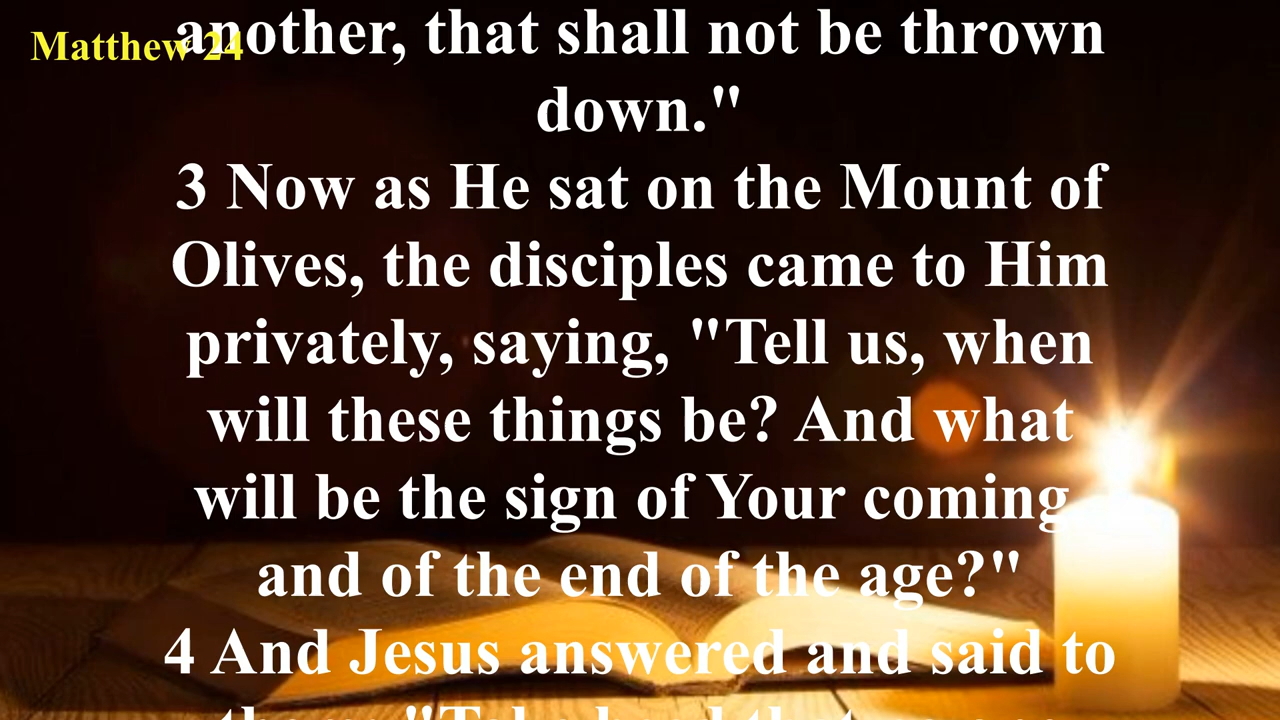 Matthew 24
another, that shall not be thrown
down."
3 Now as He sat on the Mount of
Olives, the disciples came to Him
privately, saying, "Tell us, when
will these things be? And what
will be the sign of Your coming
and of the end of the age?"
4 And Jesus answered and said to